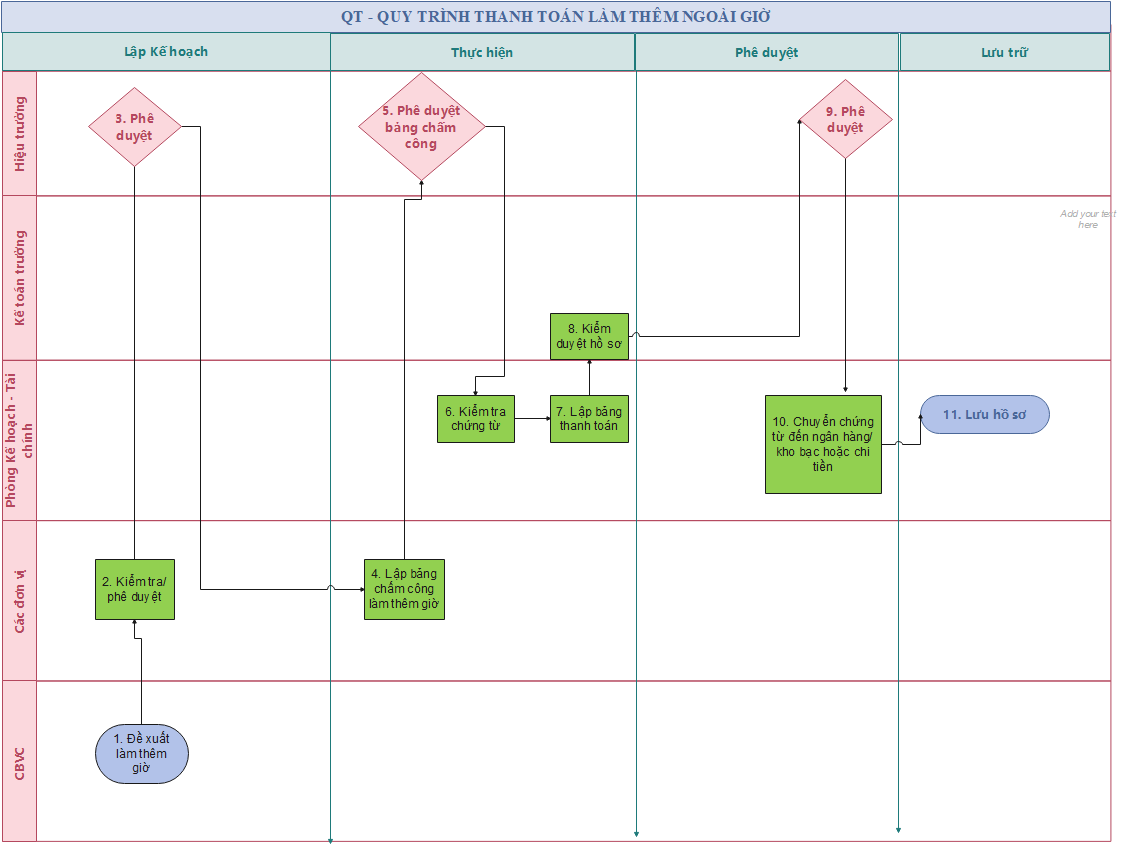 QT - QUY TRÌNH THANH TOÁN LÀM THÊM NGOÀI GIỜ
Lập Kế hoạch
Thực hiện
Phê duyệt
Lưu trữ
Hiệu trưởng
3. Phê
duyệt
5. Phê duyệt
bảng chấm
công
9. Phê
duyệt
Kế toán trưởng
Add your text
here
8. Kiểm
duyệt hồ sơ
Phòng Kế hoạch - Tài
chính
6. Kiểm tra
chứng từ
7. Lập bảng
thanh toán
10. Chuyển chứng
từ đến ngân hàng/
kho bạc hoặc chi
tiền
11. Lưu hồ sơ
Các đơn vị
2. Kiểm tra/
phê duyệt
4. Lập bảng
chấm công
làm thêm giờ
CBVC
1. Đề xuất
làm thêm
giờ